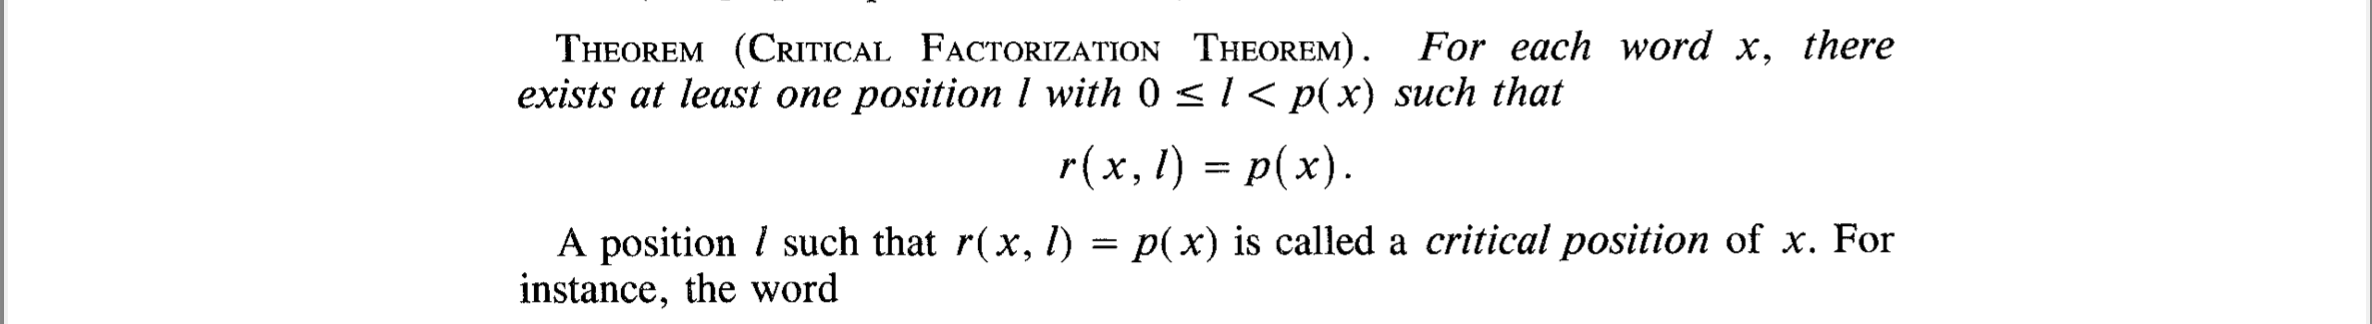 THEOREM (CRITICAL FACTORIZATION THEOREM). For each word x, there
exists at least one position l with 0 ≤ l < p(x) such that
r(x, l) = p(x).
A position l such that r(x, l) = p(x) is called a critical position of x. For
instance, the word